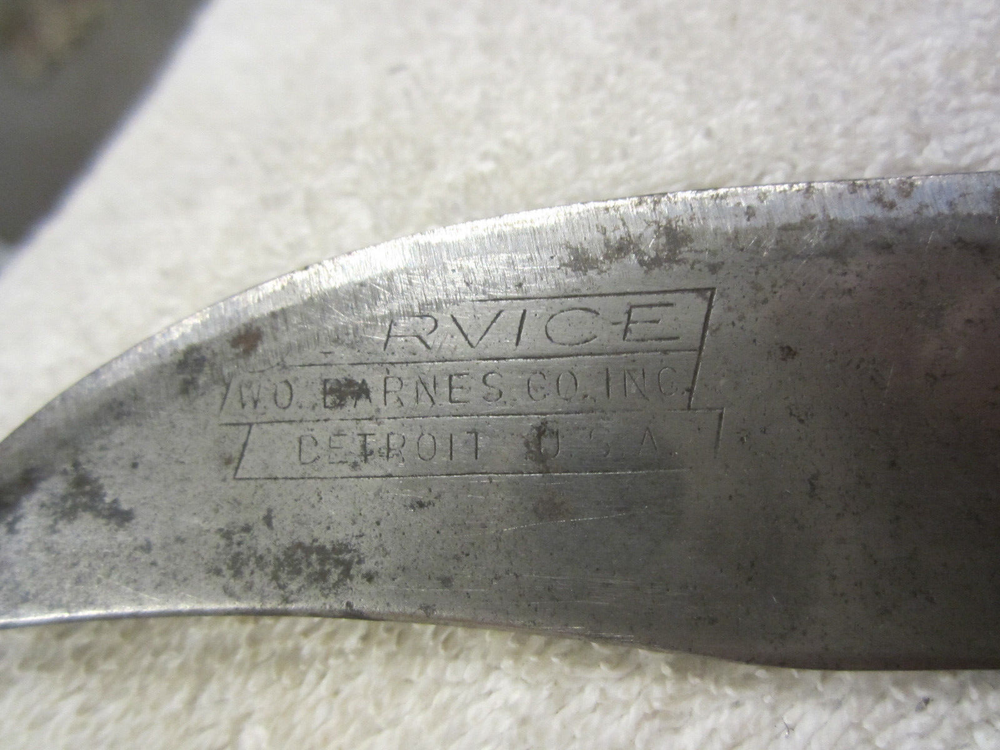 RVICE
W.O. BARNES CO. INC.
DETROIT U.S.A.